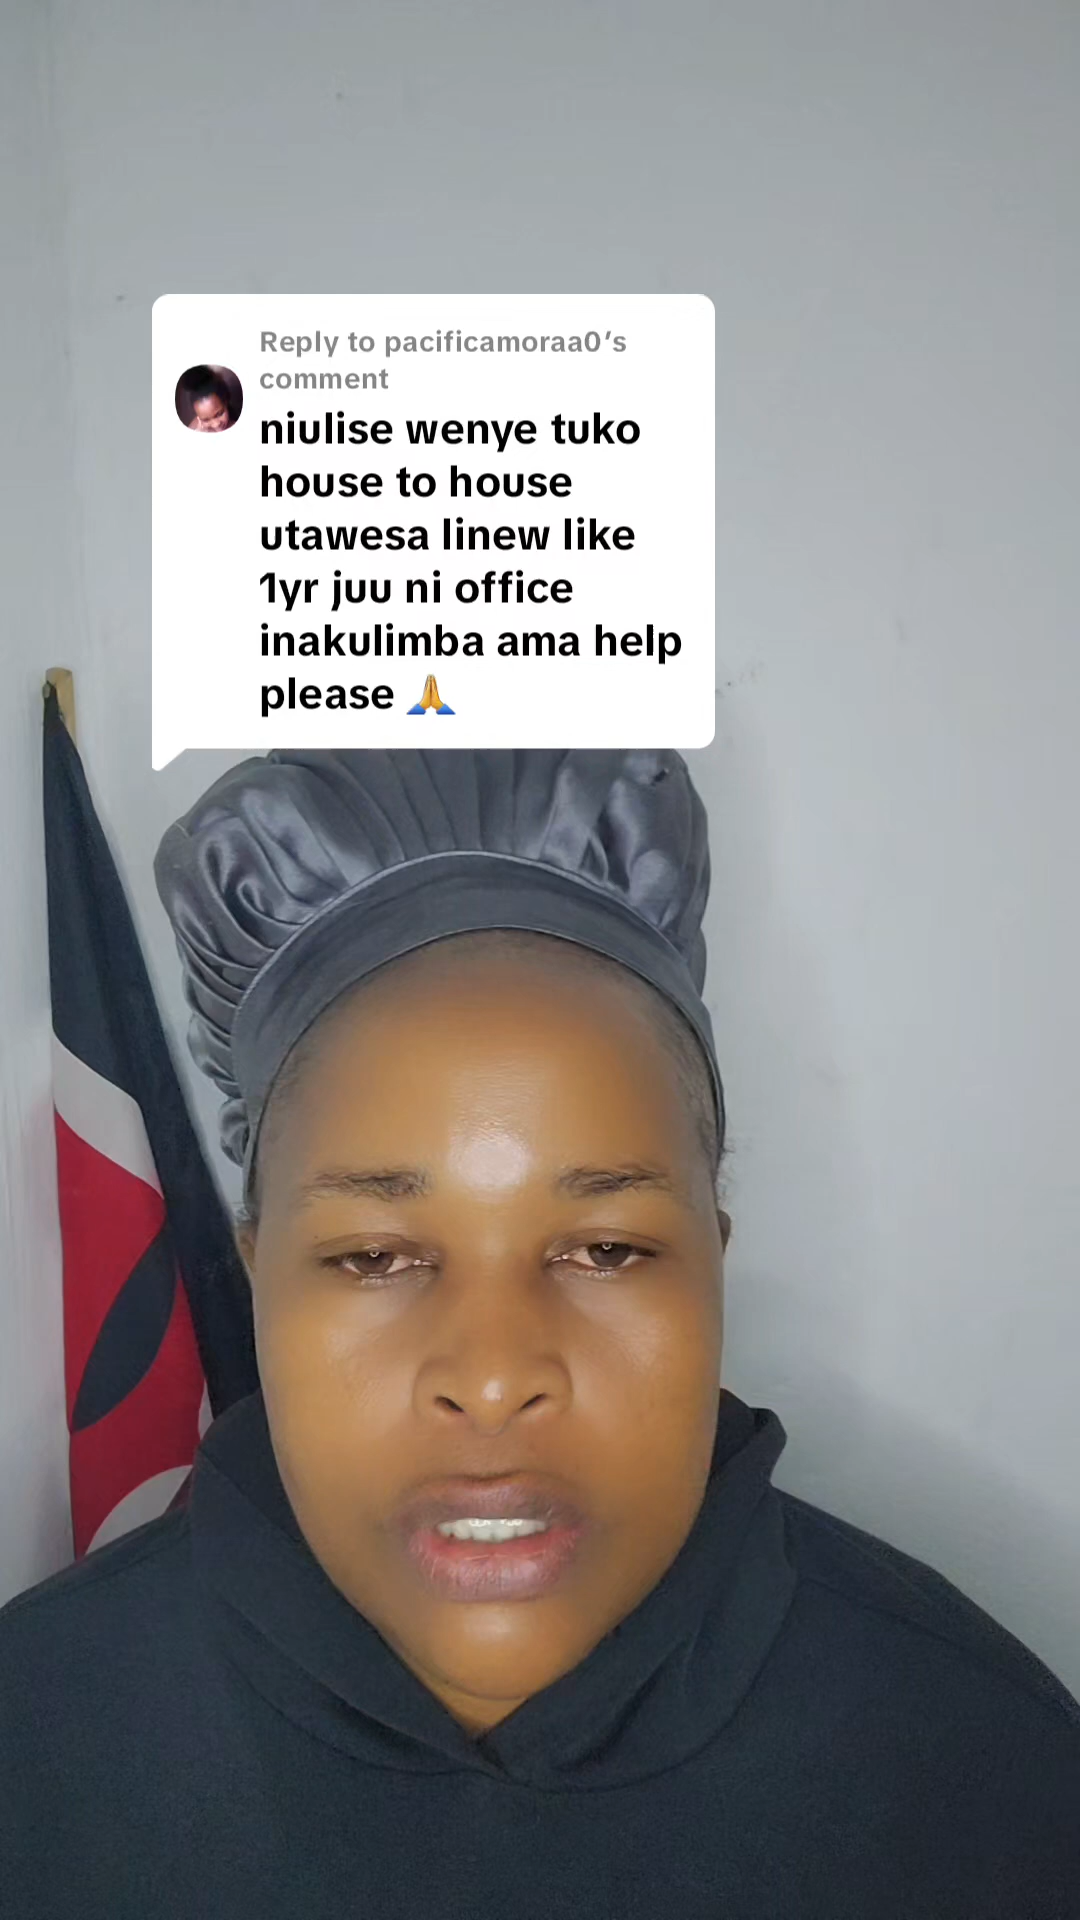 Reply to pacificamoraa0's
comment
niulise wenye tuko
house to house
utawesa linew like
1yr juu ni office
inakulimba ama help
please 🙏